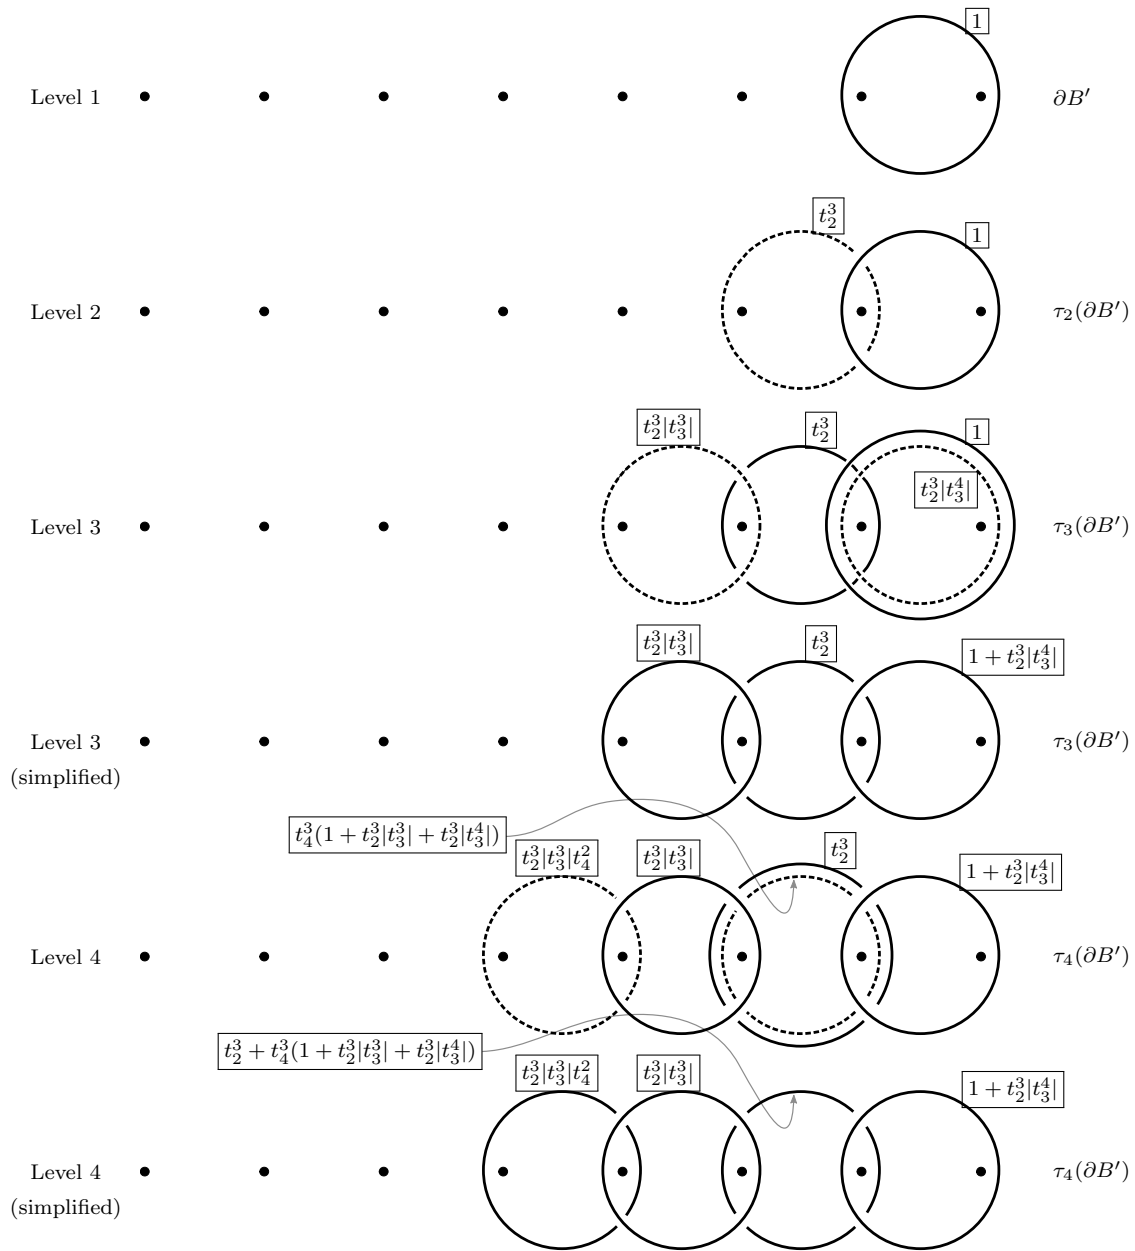 1
Level 1
∂B′
t_2^3
1
Level 2
τ_2(∂B′)
t_2^3|t_3^3|
t_2^3
1
t_2^3|t_3^4|
Level 3
τ_3(∂B′)
t_2^3|t_3^3|
t_2^3
1 + t_2^3|t_3^4|
Level 3
(simplified)
τ_3(∂B′)
t_4^3(1 + t_2^3|t_3^3| + t_2^3|t_3^4|)
t_2^3|t_3^3|t_4^2
t_2^3|t_3^3|
t_2^3
1 + t_2^3|t_3^4|
Level 4
τ_4(∂B′)
t_2^3 + t_4^3(1 + t_2^3|t_3^3| + t_2^3|t_3^4|)
t_2^3|t_3^3|t_4^2
t_2^3|t_3^3|
1 + t_2^3|t_3^4|
Level 4
(simplified)
τ_4(∂B′)